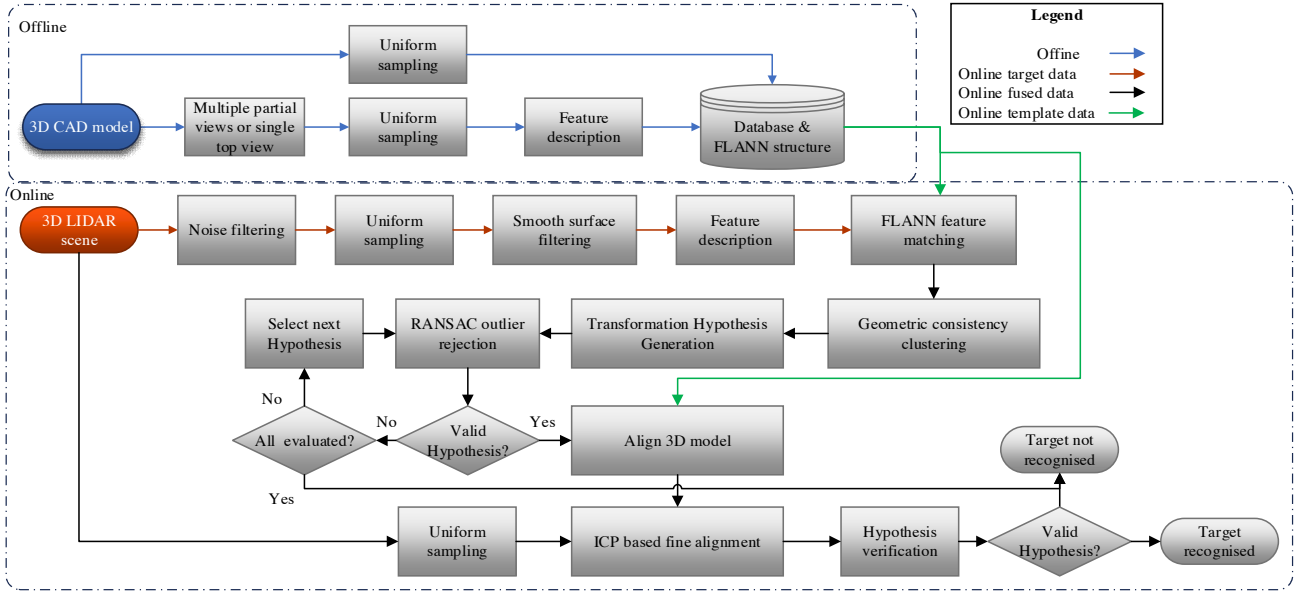 Offline
Legend
Offine
Online target data
Online fused data
Online template data
Uniform
sampling
3D CAD model
Multiple partial
views or single
top view
Uniform
sampling
Feature
description
Database &
FLANN structure
Online
3D LIDAR
scene
Noise filtering
Uniform
sampling
Smooth surface
filtering
Feature
description
FLANN feature
matching
Select next
Hypothesis
RANSAC outlier
rejection
Transformation Hypothesis
Generation
Geometric consistency
clustering
No
All evaluated?
No
Valid
Hypothesis?
Yes
Align 3D model
Target not
recognised
Yes
Uniform
sampling
ICP based fine alignment
Hypothesis
verification
Valid
Hypothesis?
Target
recognised